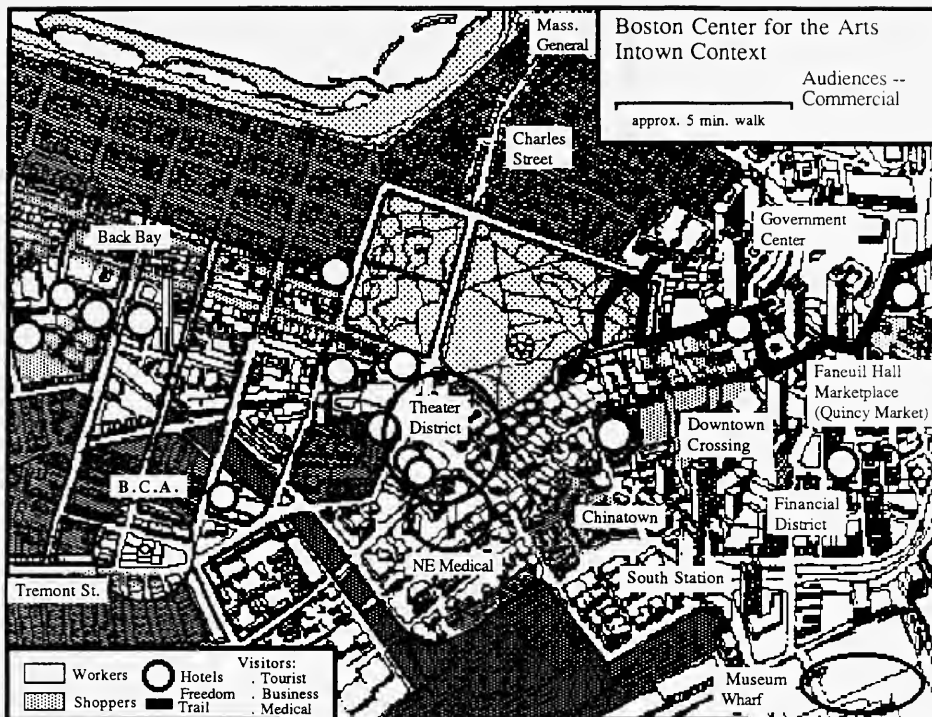 Mass.
General
Boston Center for the Arts
Intown Context
Audiences --
Commercial
approx. 5 min. walk
Charles
Street
Government
Center
Back Bay
Theater
District
Faneuil Hall
Marketplace
(Quincy Market)
Downtown
Crossing
B.C.A.
Chinatown
Financial
District
NE Medical
South Station
Tremont St.
Museum
Wharf
Workers
Shoppers
Hotels
Freedom
Trail
Visitors:
. Tourist
. Business
. Medical